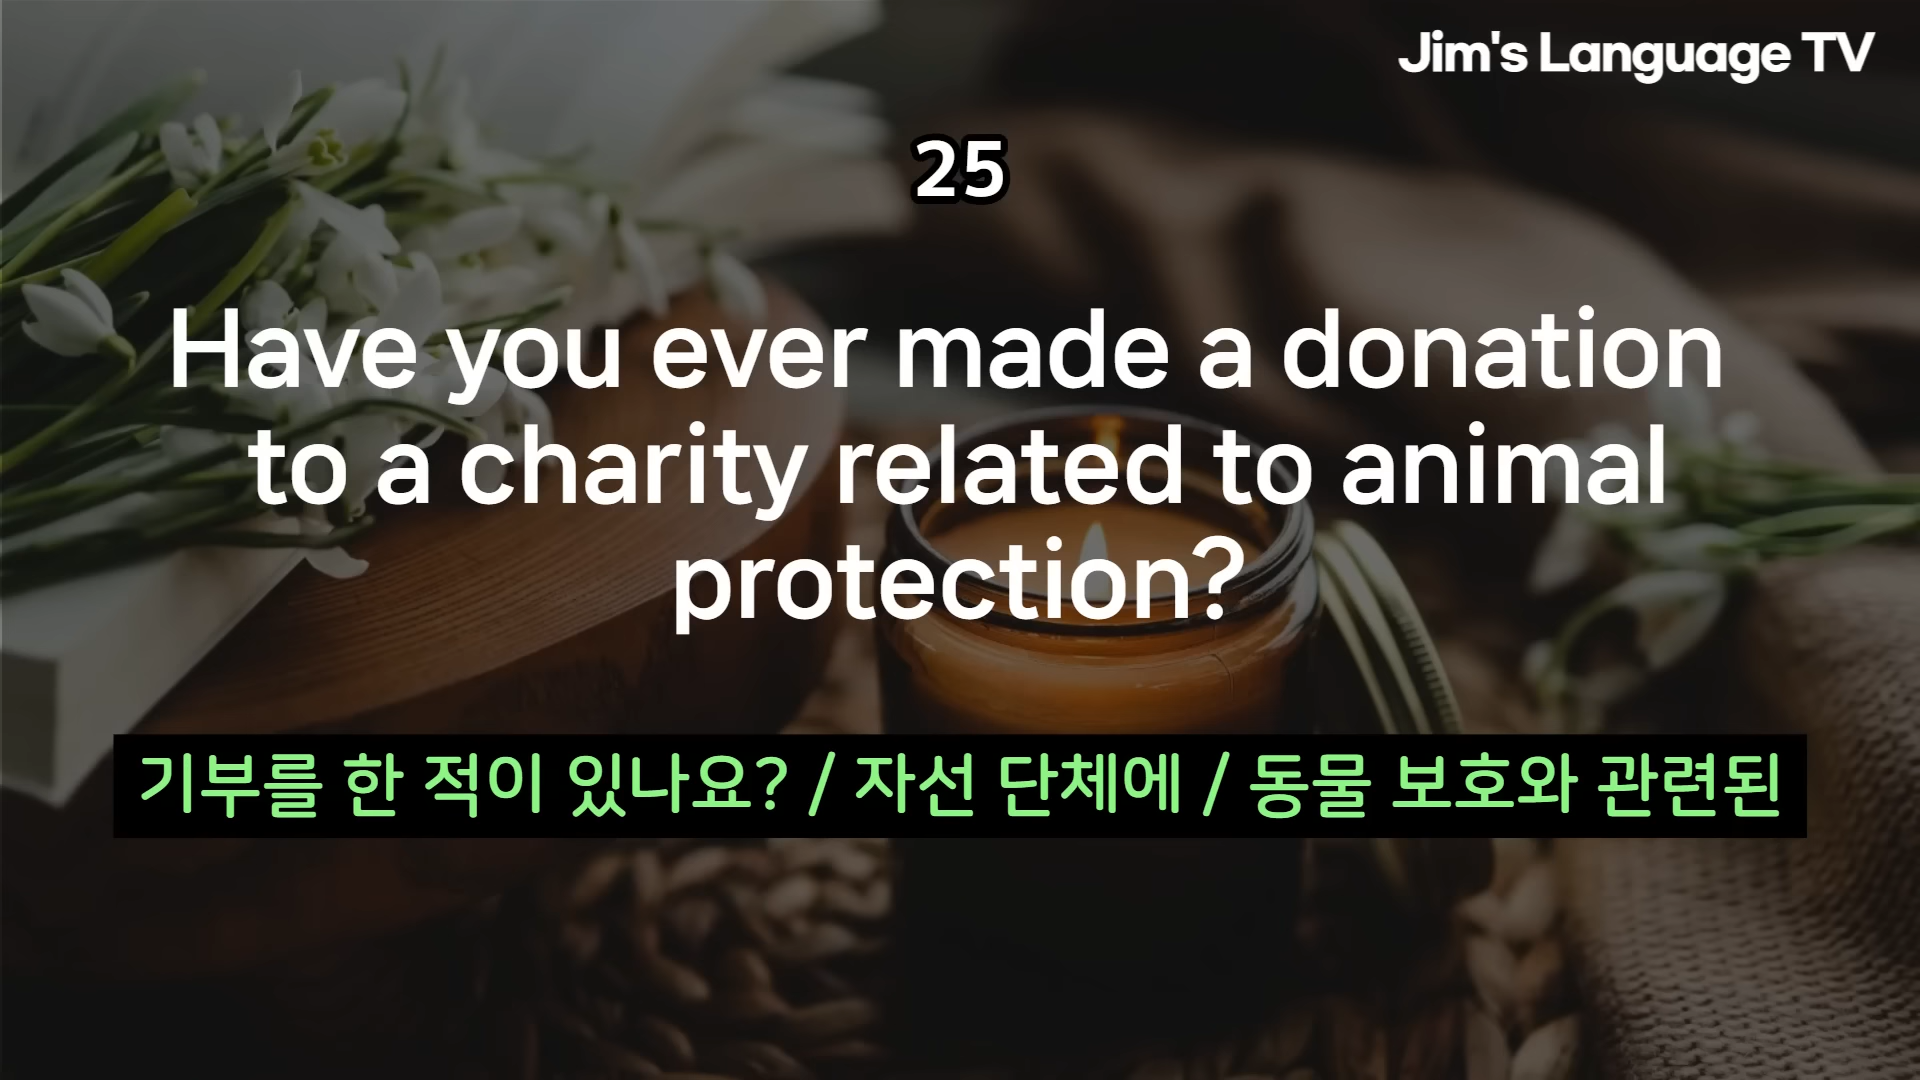 Jim's Language TV
25
Have you ever made a donation
to a charity related to animal
protection?
기부를 한 적이 있나요? / 자선 단체에 / 동물 보호와 관련된